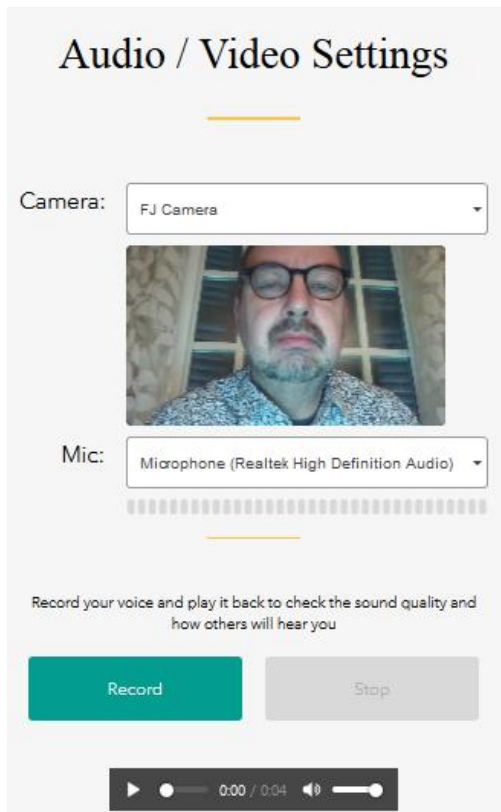 Audio / Video Settings
Camera:
FJ Camera
Mic:
Microphone (Realtek High Definition Audio)
Record your voice and play it back to check the sound quality and
how others will hear you
Record
Stop
0:00 / 0:04